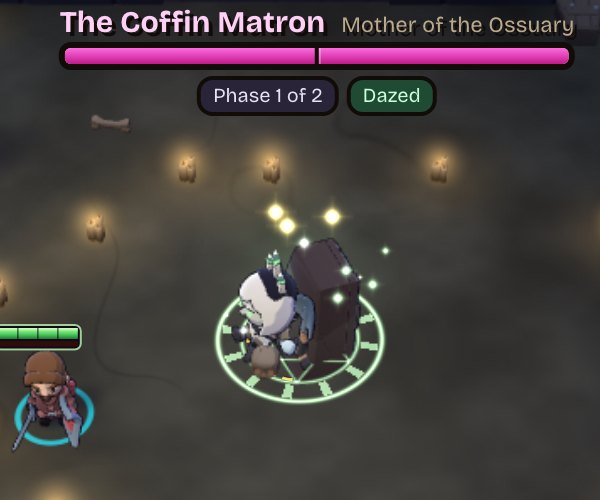 The Coffin Matron Mother of the Ossuary
Phase 1 of 2 Dazed